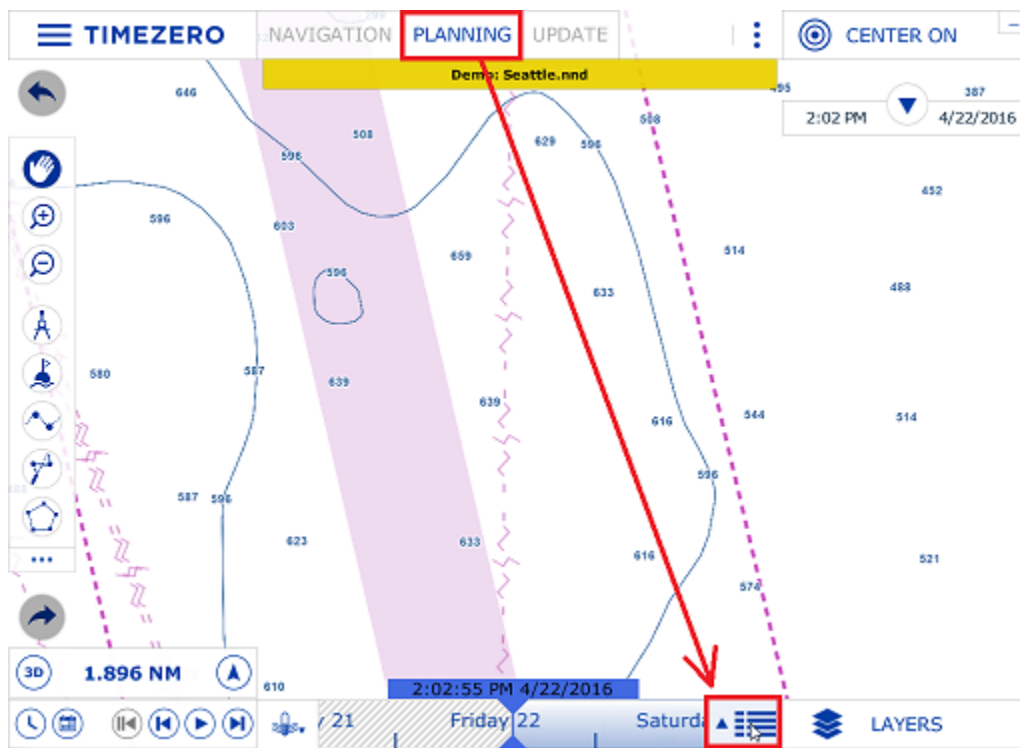 TIMEZERO
NAVIGATION
PLANNING
UPDATE
CENTER ON
Demo: Seattle.nnd
2:02 PM
4/22/2016
646
508
508
387
596
629
596
452
596
603
514
659
596
488
633
580
587
639
639
544
514
616
596
587
596
623
633
616
521
574
3D
1.896 NM
610
2:02:55 PM 4/22/2016
21
Friday 22
LAYERS